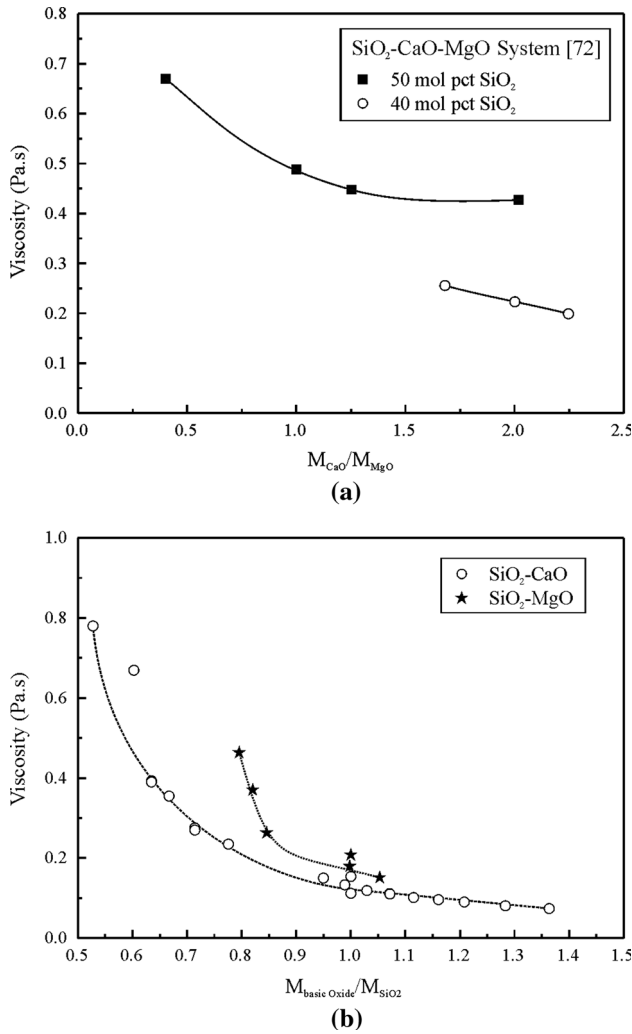 0.8
0.7
0.6
0.5
0.4
0.3
0.2
0.1
0.0
Viscosity (Pa.s)
SiO₂-CaO-MgO System [72]
50 mol pct SiO₂
40 mol pct SiO₂
0.0 0.5 1.0 1.5 2.0 2.5
M_CaO/M_MgO
(a)
1.0
0.8
0.6
0.4
0.2
0.0
Viscosity (Pa.s)
SiO₂-CaO
SiO₂-MgO
0.5 0.6 0.7 0.8 0.9 1.0 1.1 1.2 1.3 1.4 1.5
M_basic Oxide/M_SiO2
(b)